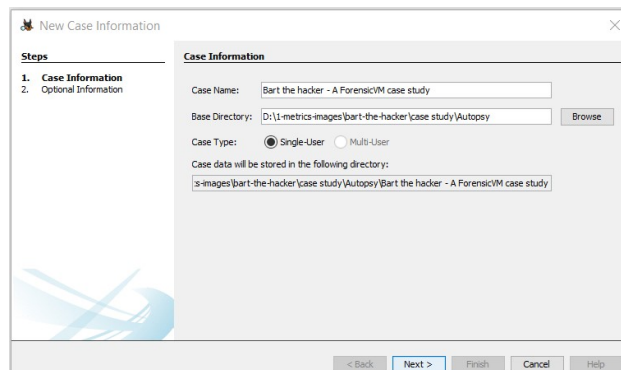 New Case Information
Steps
1. Case Information
2. Optional Information
Case Information
Case Name: Bart the hacker - A ForensicVM case study
Base Directory: D:\1-metrics-images\bart-the-hacker\case study\Autopsy Browse
Case Type: Single-User Multi-User
Case data will be stored in the following directory:
:s-images\bart-the-hacker\case study\Autopsy\Bart the hacker - A ForensicVM case study
< Back Next > Finish Cancel Help